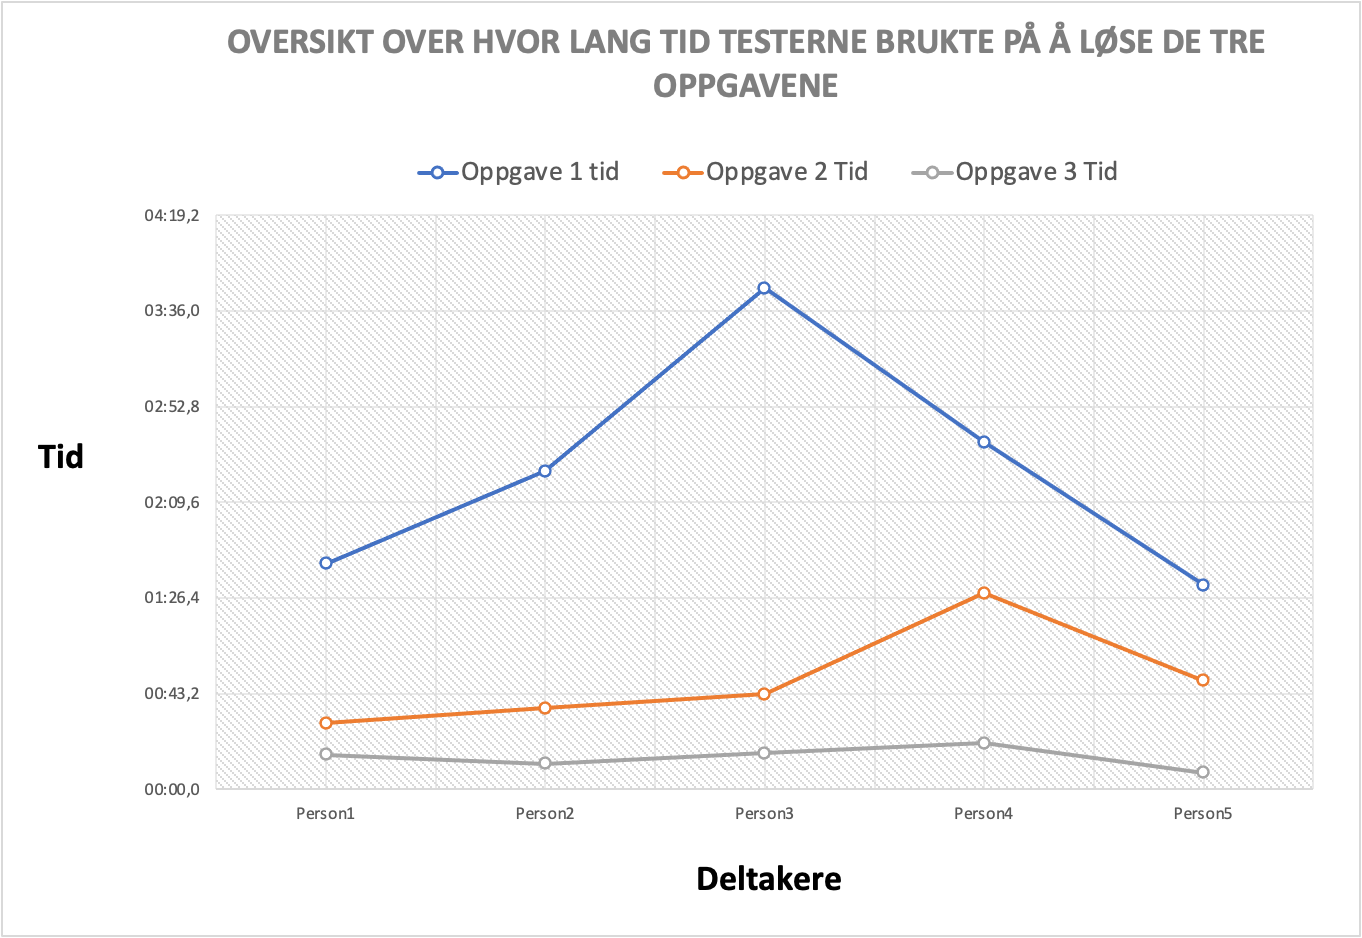 OVERSIKT OVER HVOR LANG TID TESTERNE BRUKTE PÅ Å LØSE DE TRE
OPPGAVENE
Oppgave 1 tid
Oppgave 2 Tid
Oppgave 3 Tid
04:19,2
03:36,0
02:52,8
02:09,6
01:26,4
00:43,2
00:00,0
Tid
Person1
Person2
Person3
Person4
Person5
Deltakere